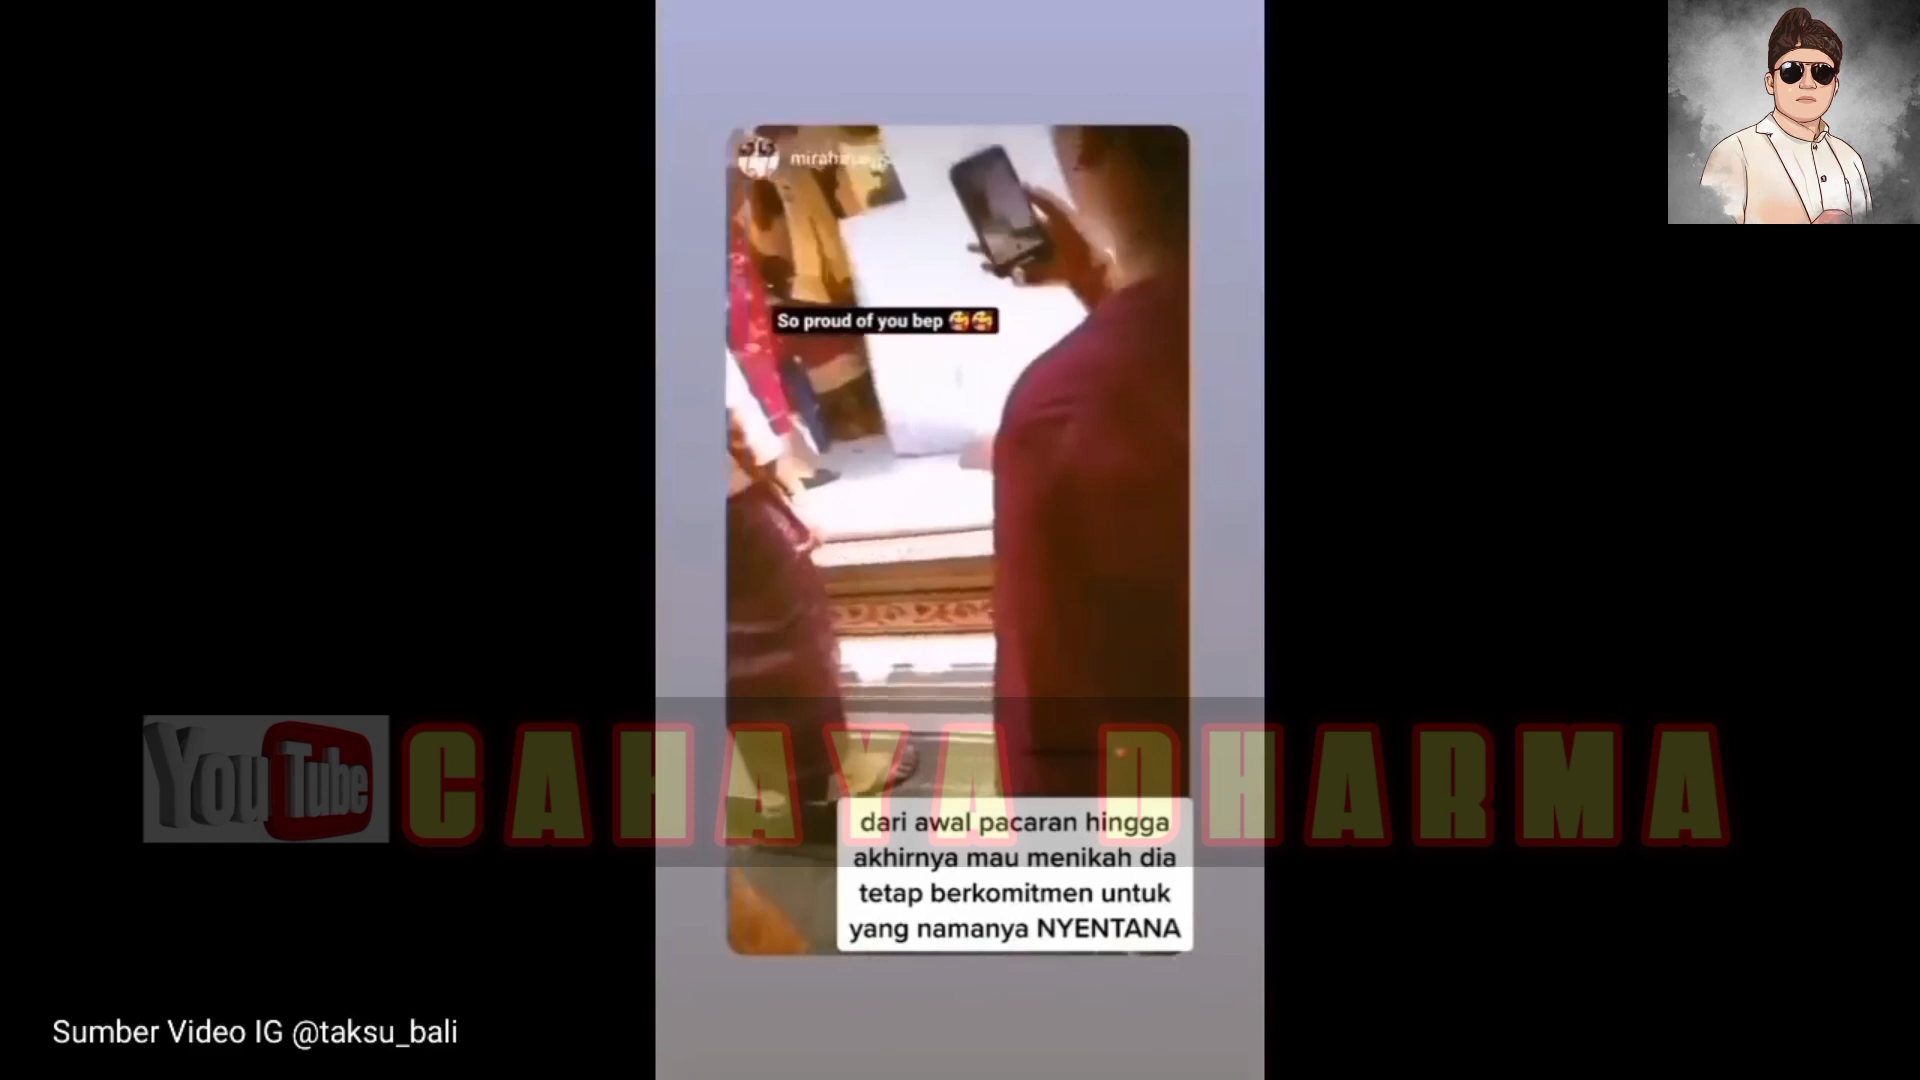 So proud of you bep 🥰🥰
YouTube CAHAYA DHARMA
dari awal pacaran hingga
akhirnya mau menikah dia
tetap berkomitmen untuk
yang namanya NYENTANA
Sumber Video IG @taksu_bali